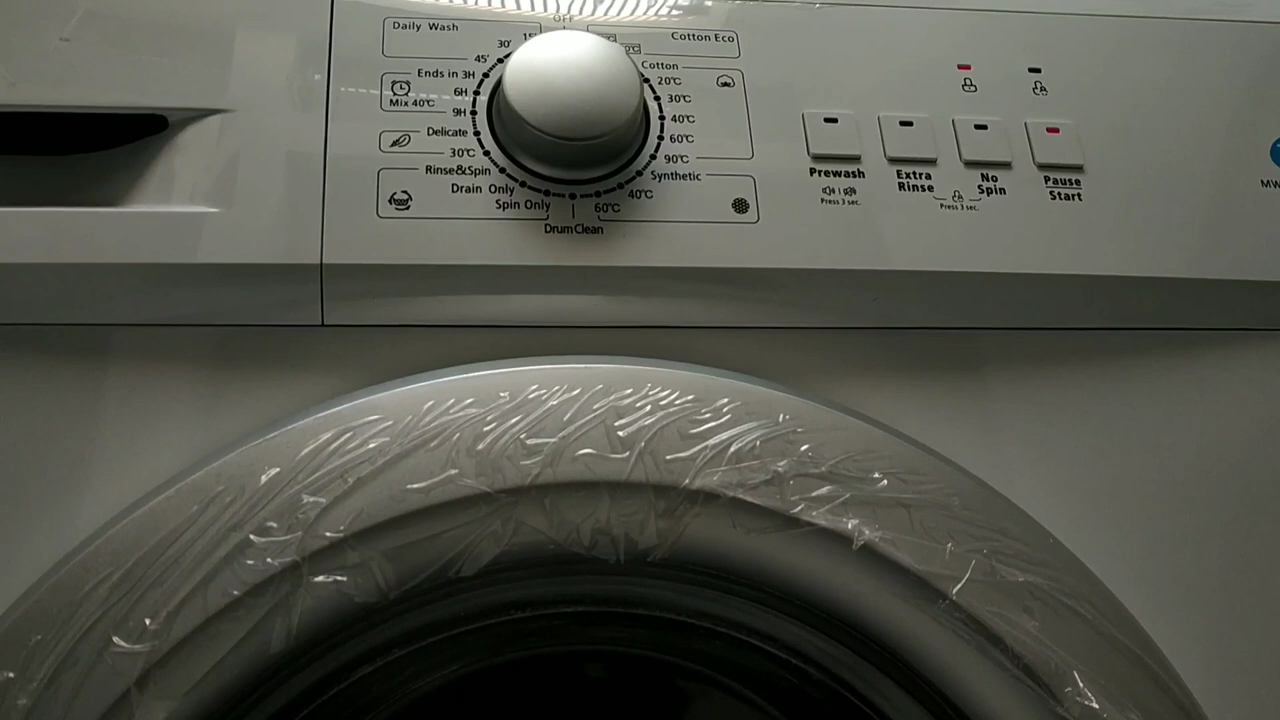 OFF
Daily Wash
15'
30'
45'
Ends in 3H
6H
Mix 40℃
9H
Delicate
30℃
Rinse&Spin
Drain Only
Spin Only
Drum Clean
Cotton Eco
Cotton
20℃
30℃
40℃
60℃
90℃
Synthetic
40℃
60℃
Prewash
Press 3 sec.
Extra
Rinse
No
Spin
Press 3 sec.
Pause
Start